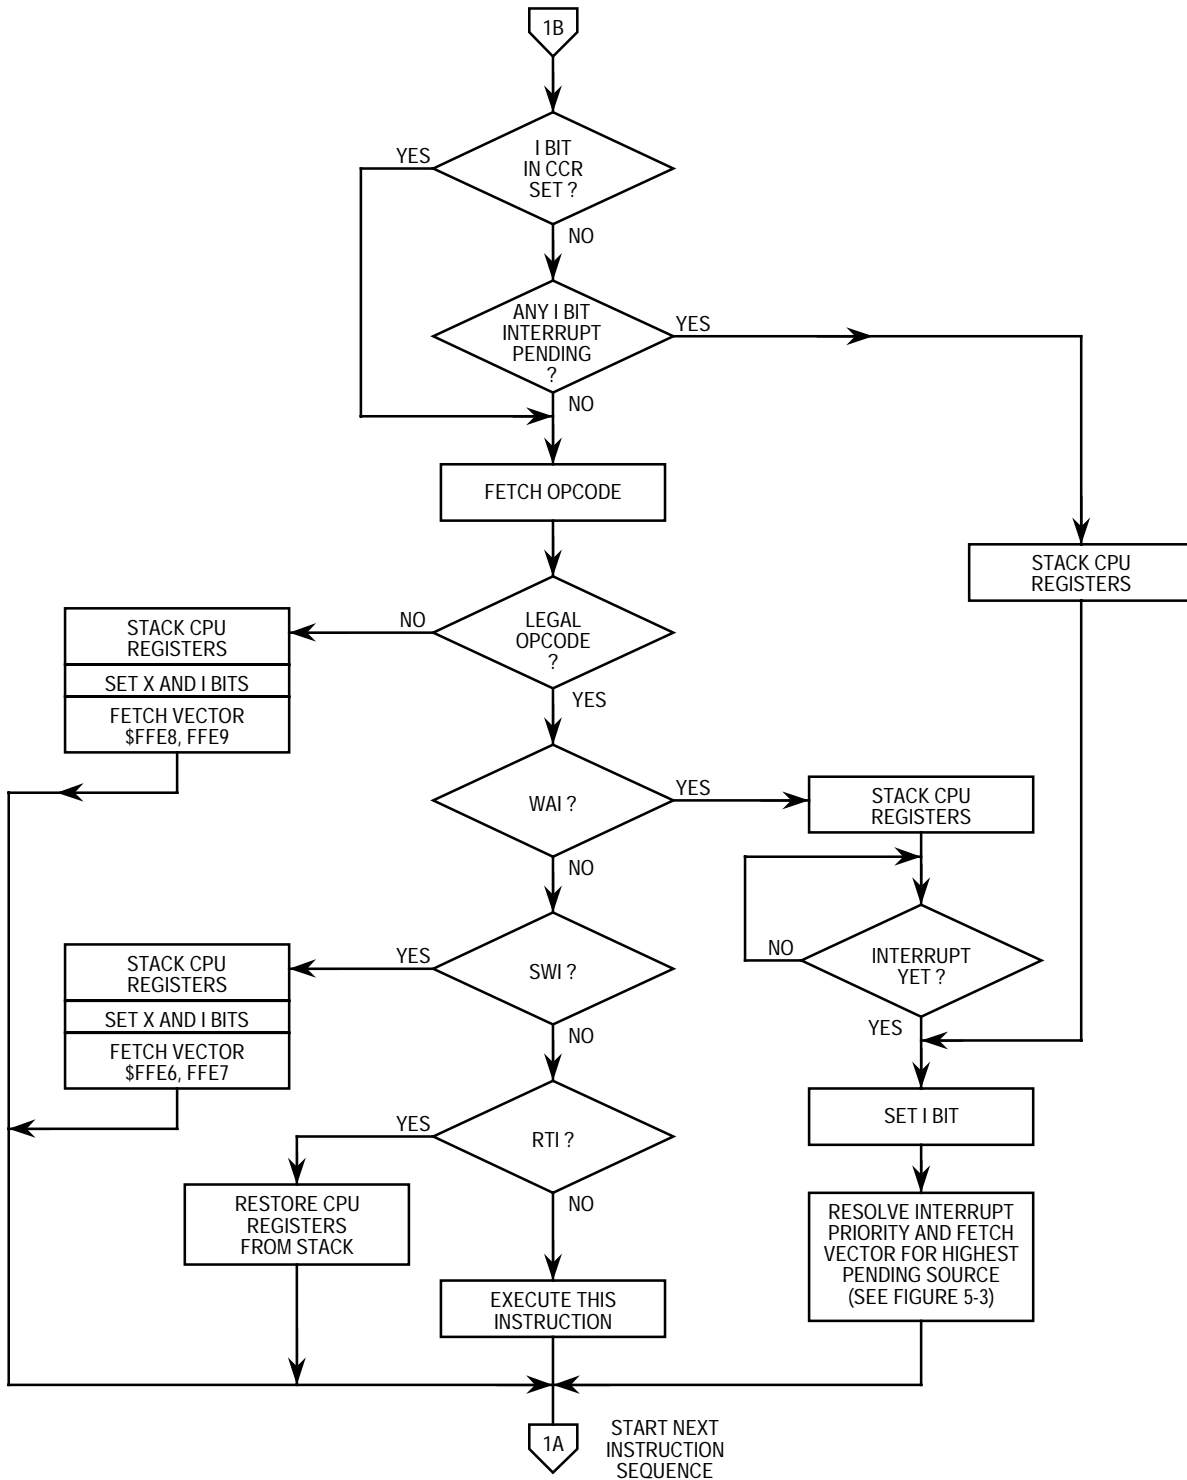 1B
I BIT
IN CCR
SET ?
YES
NO
ANY I BIT
INTERRUPT
PENDING
?
YES
NO
FETCH OPCODE
STACK CPU
REGISTERS
LEGAL
OPCODE
?
NO
YES
STACK CPU
REGISTERS
SET X AND I BITS
FETCH VECTOR
$FFE8, FFE9
WAI ?
YES
NO
STACK CPU
REGISTERS
INTERRUPT
YET ?
NO
YES
SWI ?
YES
NO
STACK CPU
REGISTERS
SET X AND I BITS
FETCH VECTOR
$FFE6, FFE7
SET I BIT
RTI ?
YES
NO
RESTORE CPU
REGISTERS
FROM STACK
RESOLVE INTERRUPT
PRIORITY AND FETCH
VECTOR FOR HIGHEST
PENDING SOURCE
(SEE FIGURE 5-3)
EXECUTE THIS
INSTRUCTION
1A
START NEXT
INSTRUCTION
SEQUENCE